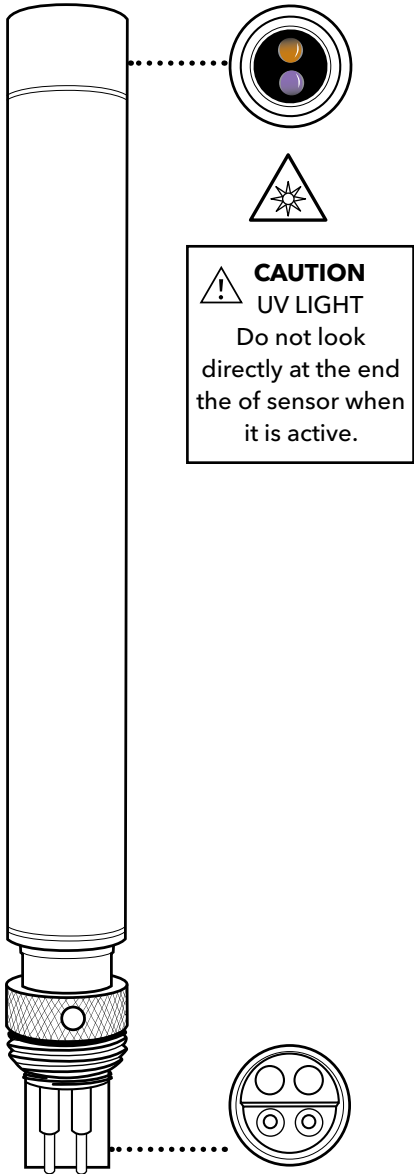 CAUTION
UV LIGHT
Do not look
directly at the end
the of sensor when
it is active.